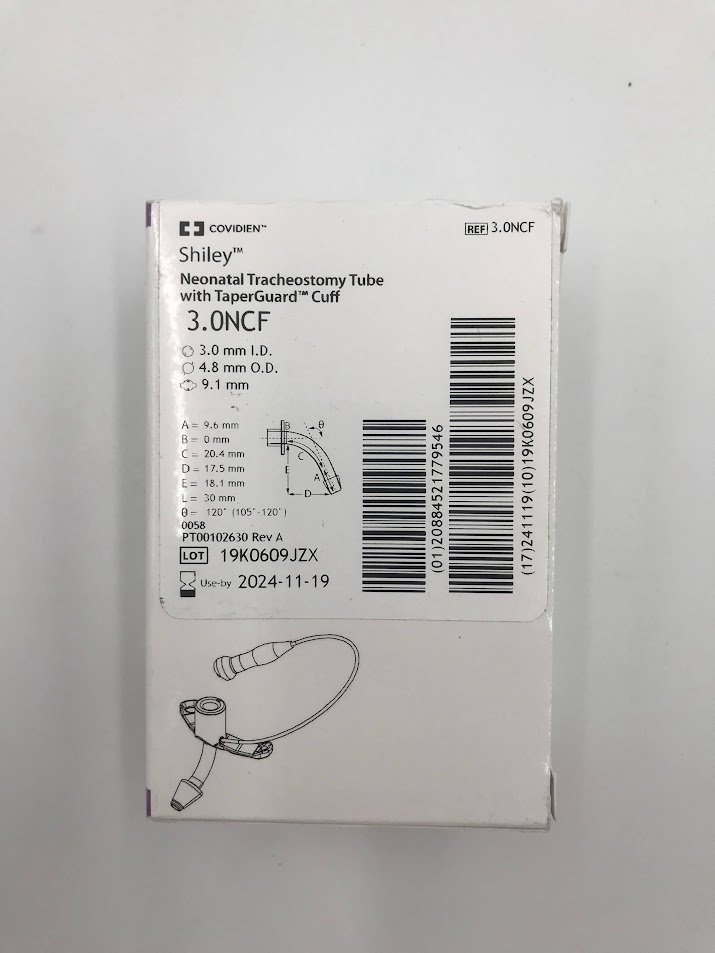 COVIDIEN™
REF 3.0NCF
Shiley™
Neonatal Tracheostomy Tube
with TaperGuard™ Cuff
3.0NCF
3.0 mm I.D.
4.8 mm O.D.
9.1 mm
A = 9.6 mm
B = 0 mm
C = 20.4 mm
D = 17.5 mm
E = 18.1 mm
L = 30 mm
θ = 120° (105°-120°)
B
θ
C
E
A
D
0058
PT00102630 Rev A
LOT 19K0609JZX
Use-by 2024-11-19
(01)20884521779546
(17)241119(10)19K0609JZX